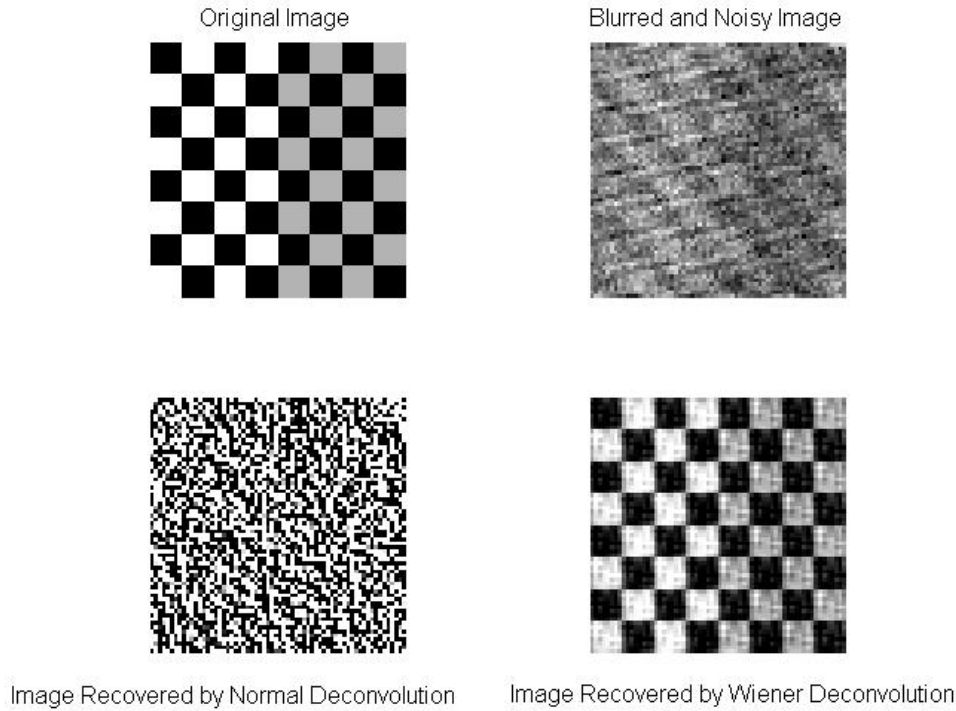 Original Image
Blurred and Noisy Image
Image Recovered by Normal Deconvolution
Image Recovered by Wiener Deconvolution